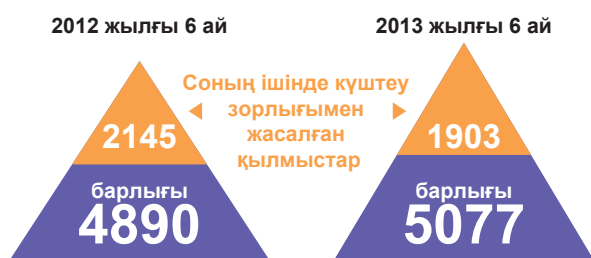 2012 жылғы 6 ай
2013 жылғы 6 ай
Соның ішінде күштеу
зорлығымен
жасалған
қылмыстар
2145
1903
барлығы
4890
барлығы
5077